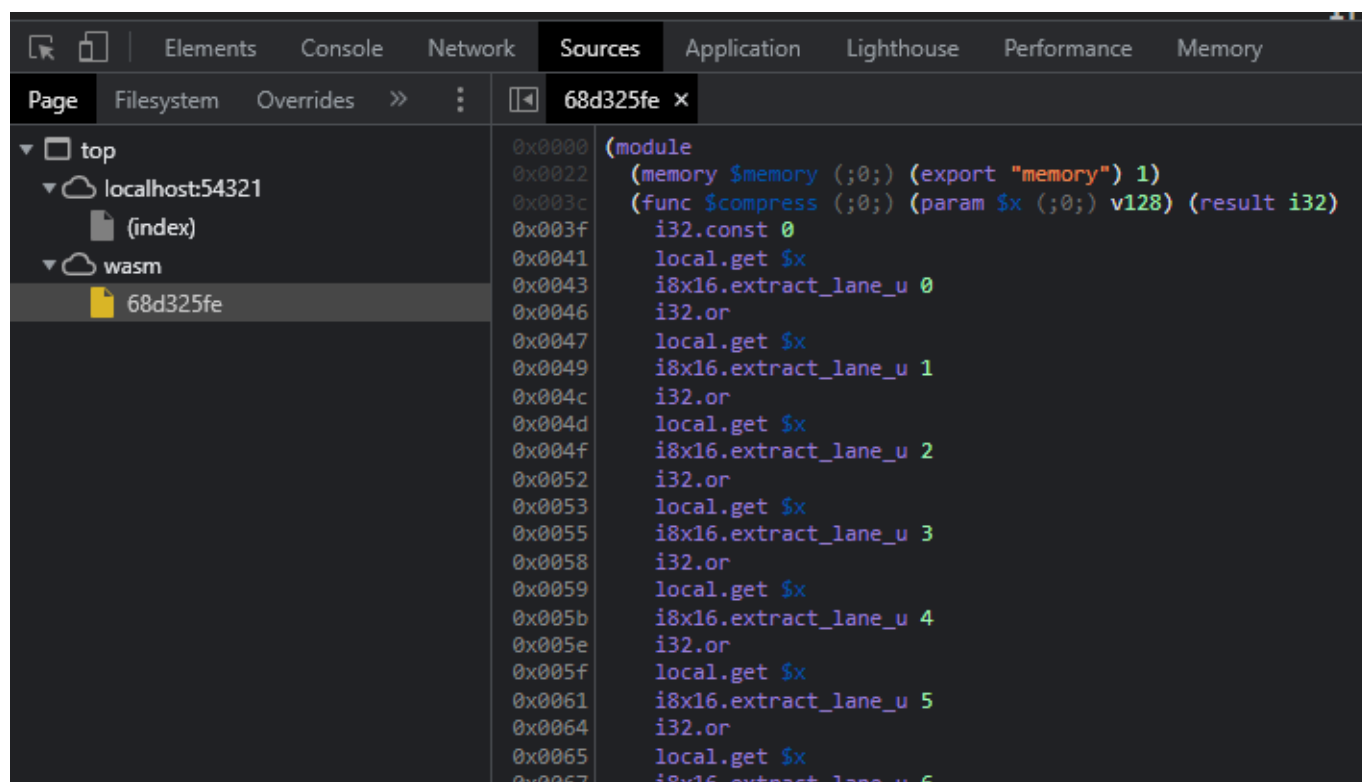 Elements Console Network Sources Application Lighthouse Performance Memory
Page Filesystem Overrides » ⋮ 68d325fe ×
top
localhost:54321
(index)
wasm
68d325fe
0x0000 (module
0x0022 (memory $memory (;0;) (export "memory") 1)
0x003c (func $compress (;0;) (param $x (;0;) v128) (result i32)
0x003f i32.const 0
0x0041 local.get $x
0x0043 i8x16.extract_lane_u 0
0x0046 i32.or
0x0047 local.get $x
0x0049 i8x16.extract_lane_u 1
0x004c i32.or
0x004d local.get $x
0x004f i8x16.extract_lane_u 2
0x0052 i32.or
0x0053 local.get $x
0x0055 i8x16.extract_lane_u 3
0x0058 i32.or
0x0059 local.get $x
0x005b i8x16.extract_lane_u 4
0x005e i32.or
0x005f local.get $x
0x0061 i8x16.extract_lane_u 5
0x0064 i32.or
0x0065 local.get $x
0x0067 i8x16.extract_lane_u 6